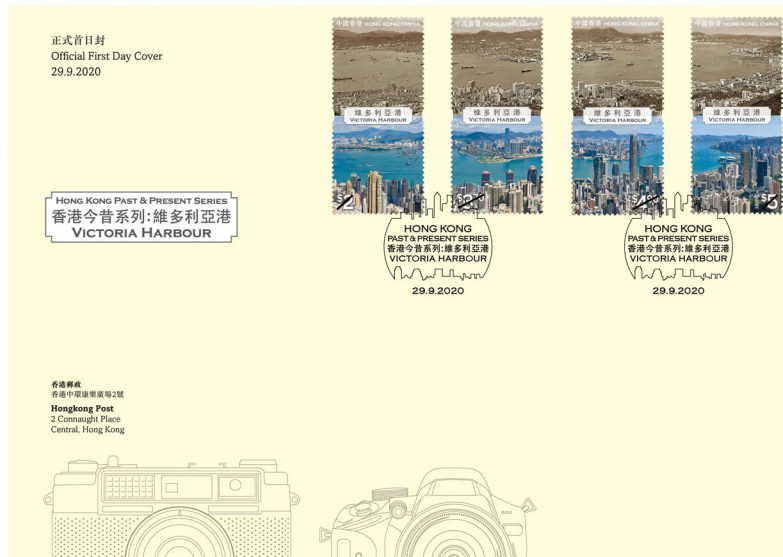 正式首日封
Official First Day Cover
29.9.2020
中國香港 HONG KONG, CHINA
中國香港 HONG KONG, CHINA
中國香港 HONG KONG, CHINA
中國香港 HONG KONG, CHINA
維多利亞港
VICTORIA HARBOUR
維多利亞港
VICTORIA HARBOUR
維多利亞港
VICTORIA HARBOUR
維多利亞港
VICTORIA HARBOUR
$2
HONG KONG PAST & PRESENT SERIES
香港今昔系列:維多利亞港
VICTORIA HARBOUR
HONG KONG
PAST & PRESENT SERIES
香港今昔系列:維多利亞港
VICTORIA HARBOUR
29.9.2020
HONG KONG
PAST & PRESENT SERIES
香港今昔系列:維多利亞港
VICTORIA HARBOUR
29.9.2020
香港郵政
香港中環康樂廣場2號
Hongkong Post
2 Connaught Place
Central, Hong Kong